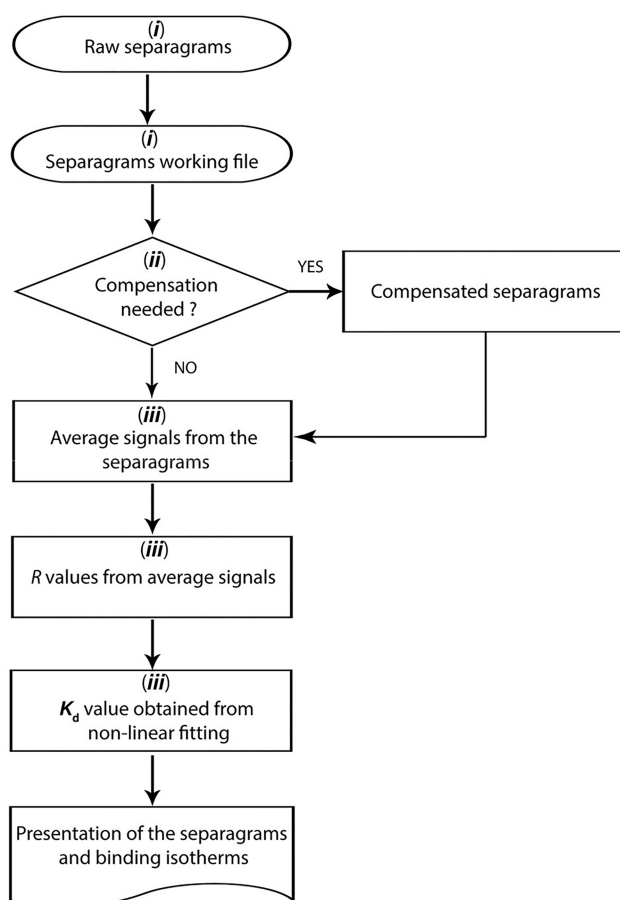 (i)
Raw separagrams
(i)
Separagrams working file
(ii)
Compensation
needed ?
YES
Compensated separagrams
NO
(iii)
Average signals from the
separagrams
(iii)
R values from average signals
(iii)
Kd value obtained from
non-linear fitting
Presentation of the separagrams
and binding isotherms